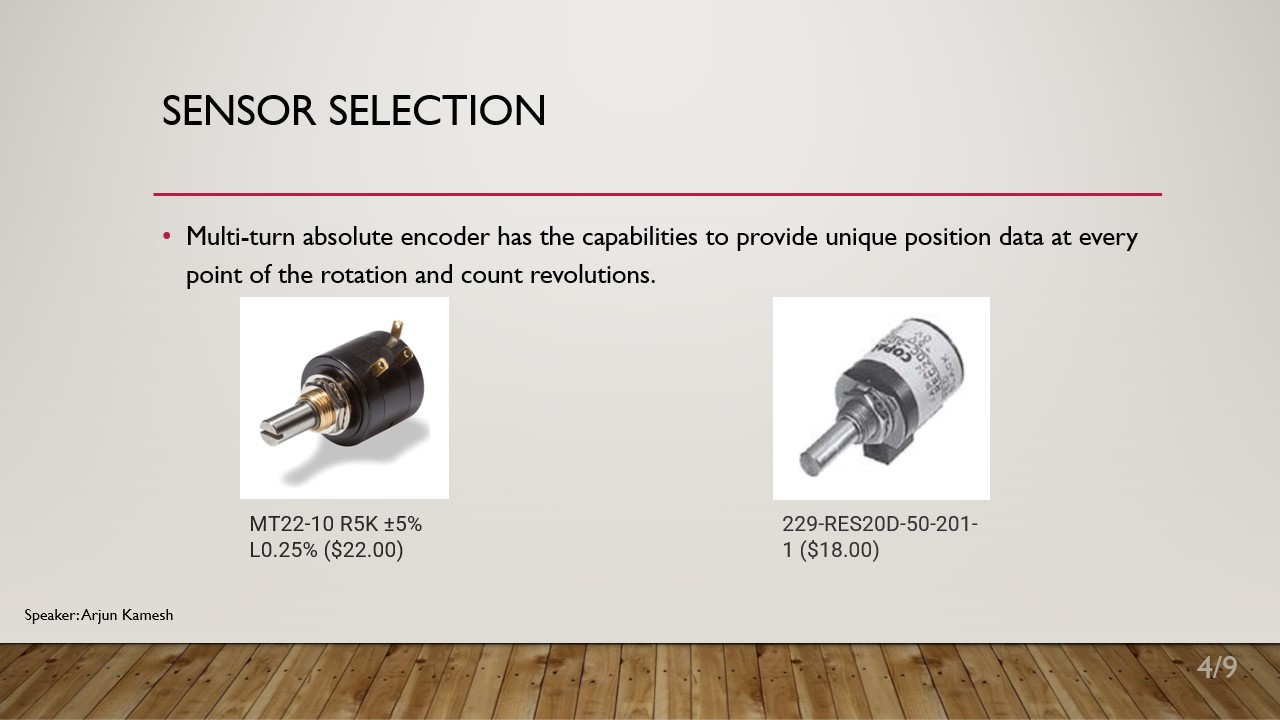 SENSOR SELECTION
• Multi-turn absolute encoder has the capabilities to provide unique position data at every
point of the rotation and count revolutions.
MT22-10 R5K ±5%
L0.25% ($22.00)
229-RES20D-50-201-
1 ($18.00)
Speaker: Arjun Kamesh
4/9